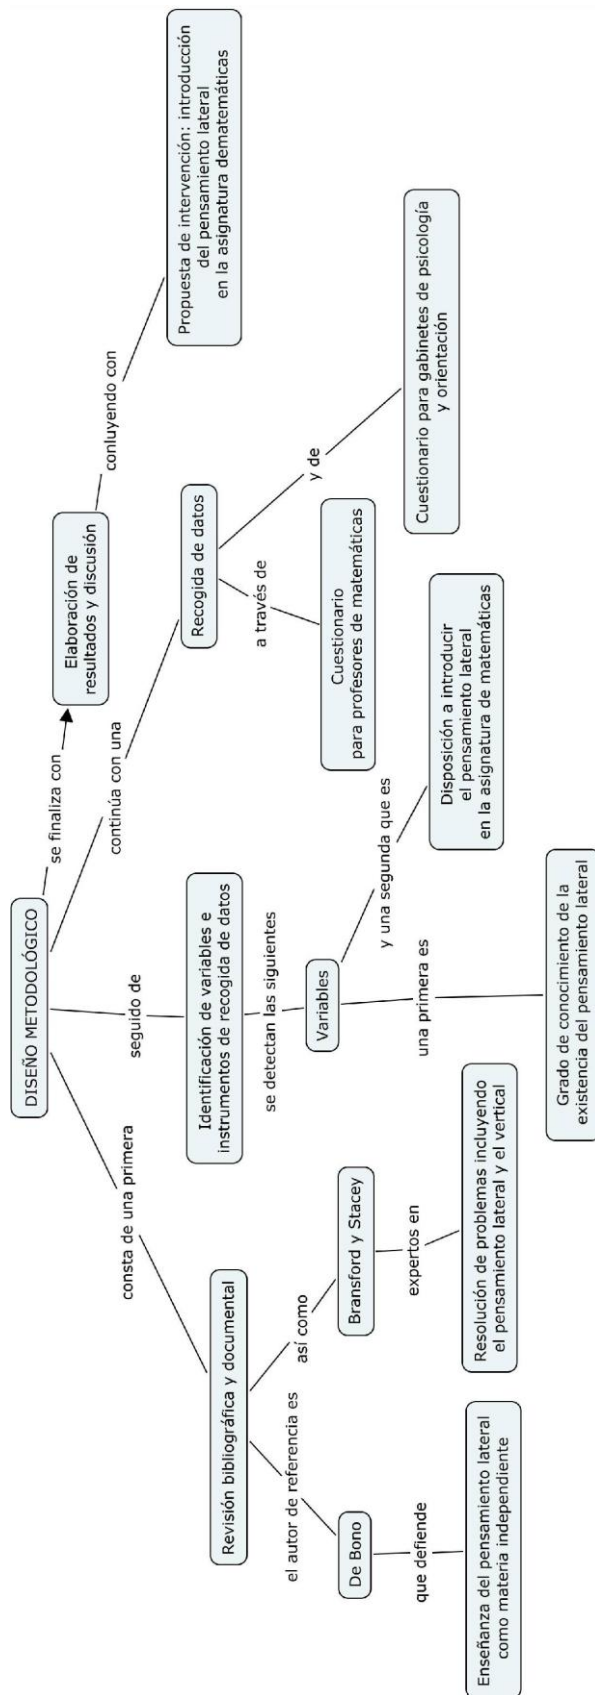 DISEÑO METODOLÓGICO
consta de una primera
seguido de
continúa con una
se finaliza con
Revisión bibliográfica y documental
el autor de referencia es
así como
De Bono
que defiende
Enseñanza del pensamiento lateral
como materia independiente
Bransford y Stacey
expertos en
Resolución de problemas incluyendo
el pensamiento lateral y el vertical
Identificación de variables e
instrumentos de recogida de datos
se detectan las siguientes
Variables
una primera es
Grado de conocimiento de la
existencia del pensamiento lateral
y una segunda que es
Disposición a introducir
el pensamiento lateral
en la asignatura de matemáticas
Recogida de datos
a través de
Cuestionario
para profesores de matemáticas
y de
Cuestionario para gabinetes de psicología
y orientación
Elaboración de
resultados y discusión
conluyendo con
Propuesta de intervención: introducción
del pensamiento lateral
en la asignatura dematemáticas